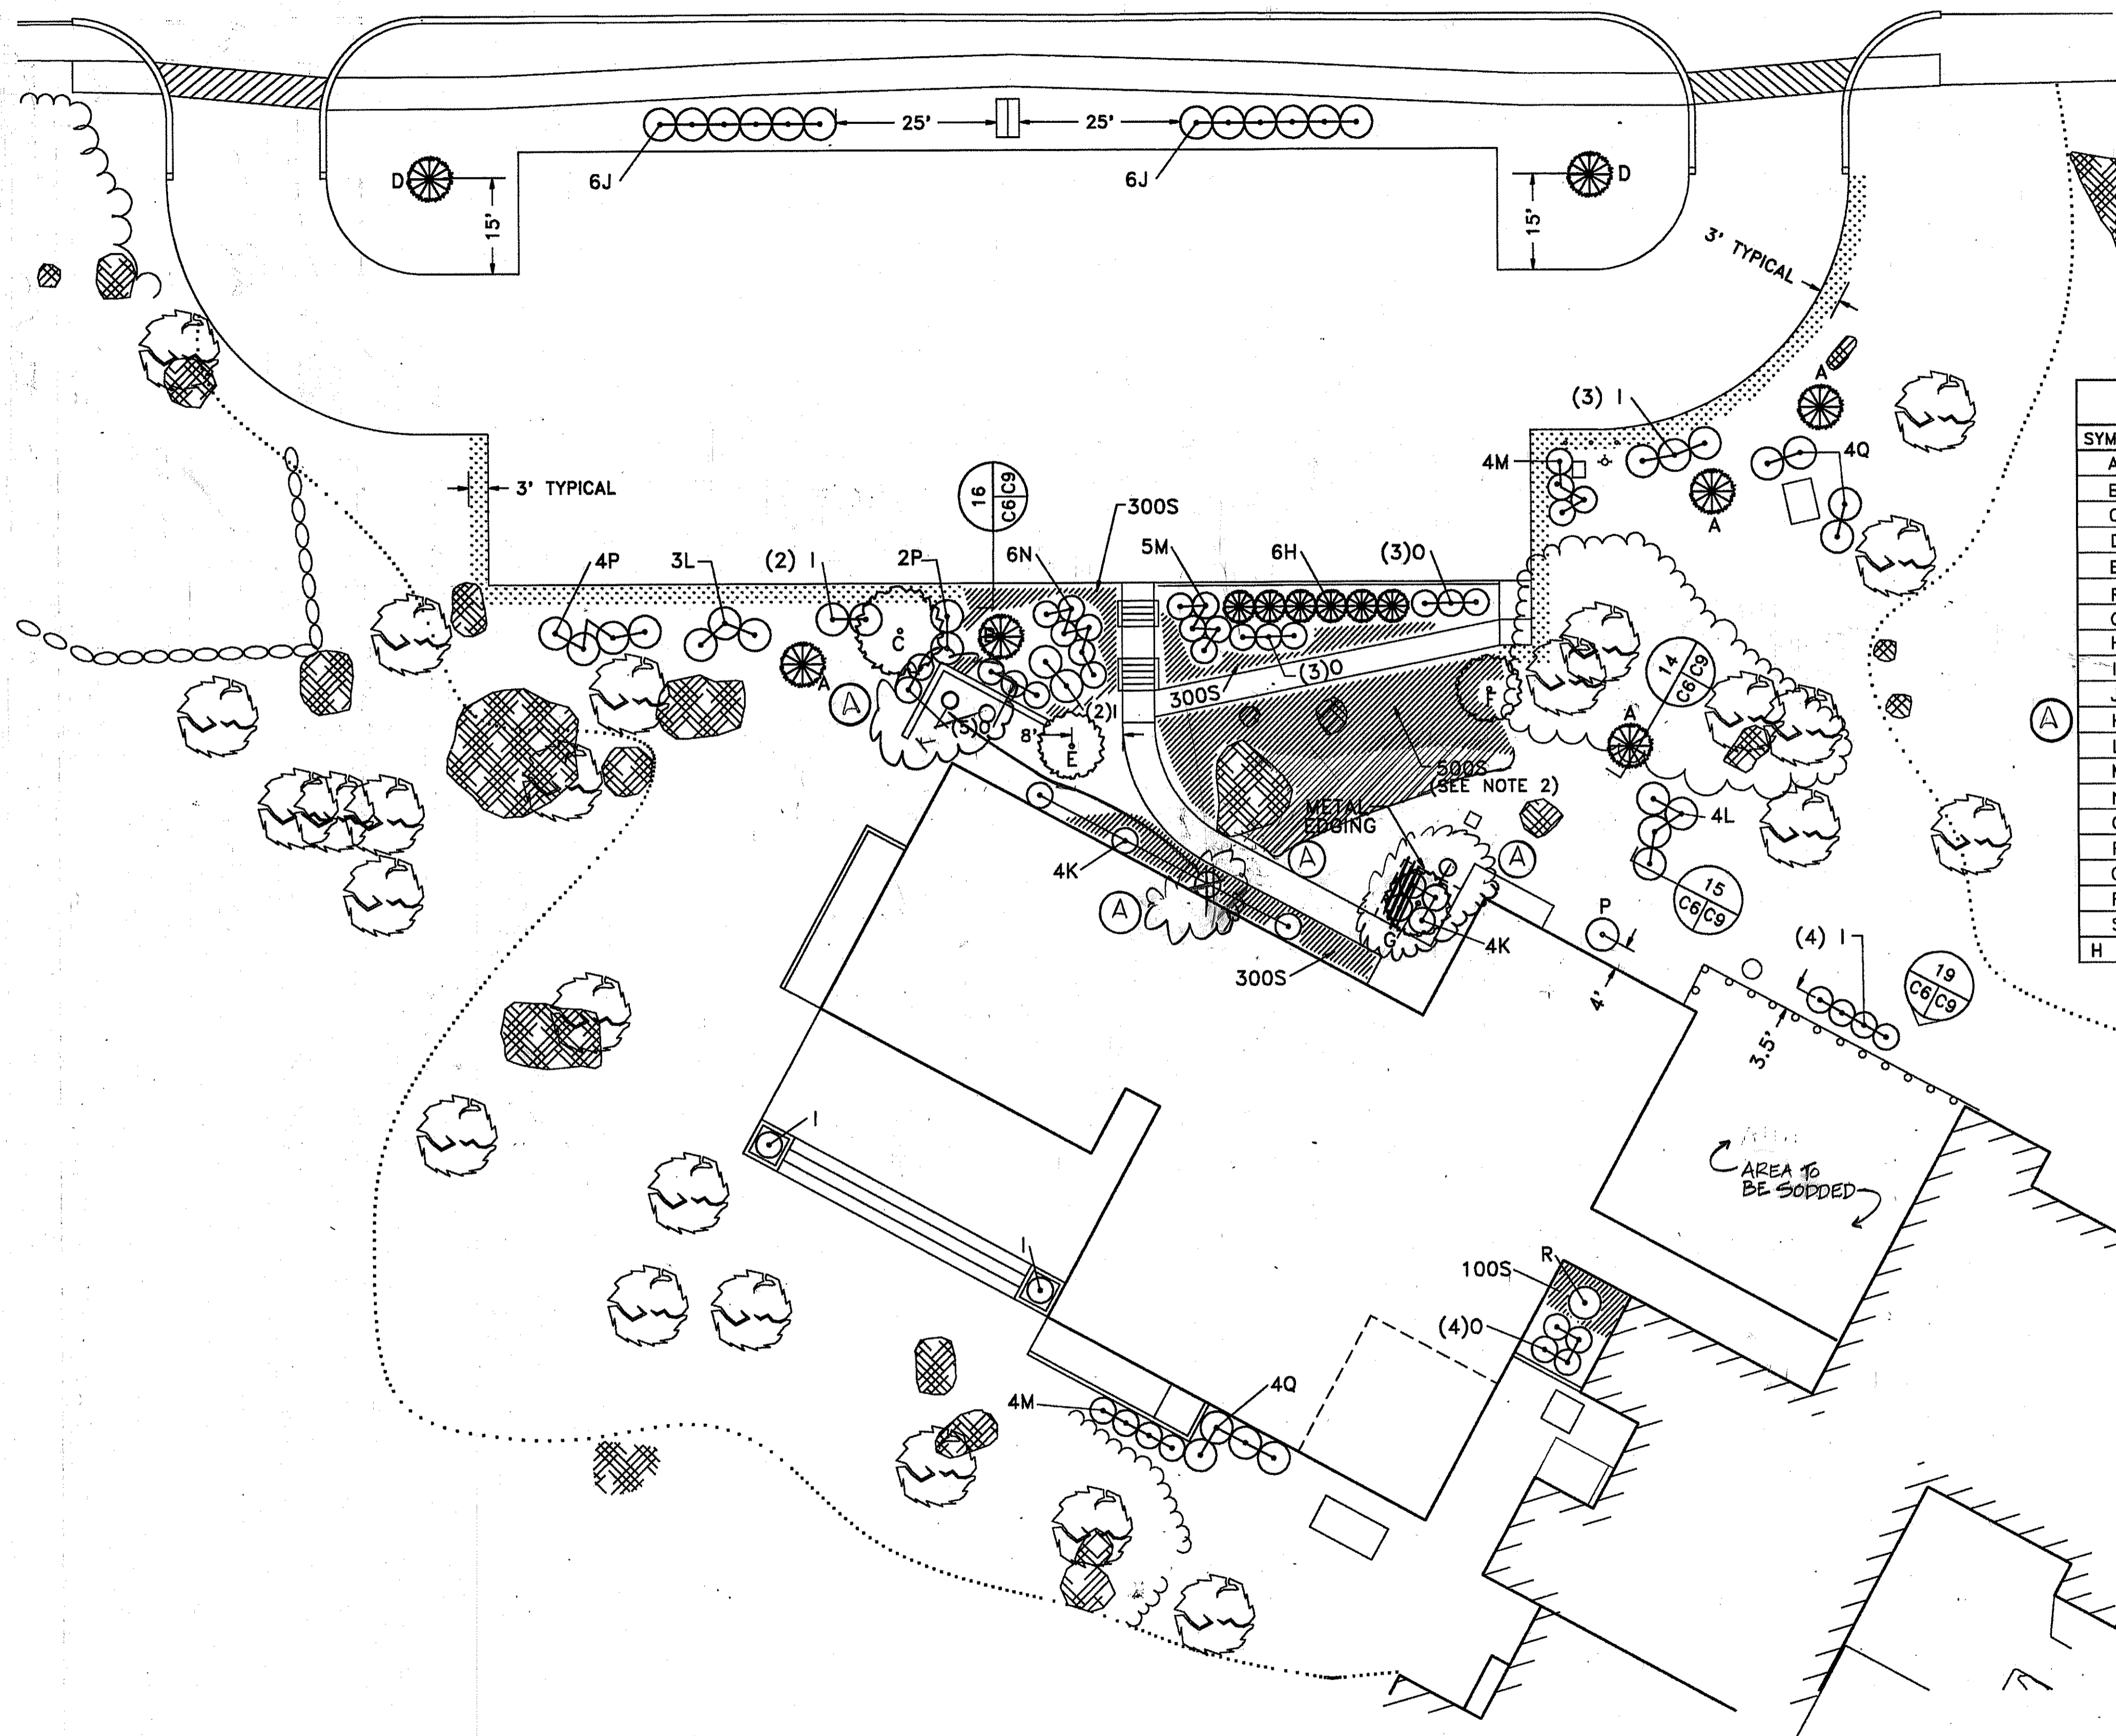 25'
25'
D
6J
6J
D
15'
15'
3' TYPICAL
A
(3) I
SYM
4M
4Q
3' TYPICAL
16
C6
C9
A
300S
4P
3L
(2) I
2P
6N
5M
6H
(3)O
B
C
A
A
(5)O
(2)I
8'
E
(3)O
300S
F
14
C6
C9
A
A
500S
(SEE NOTE 2)
METAL
EDGING
4L
4K
A
A
A
15
C6
C9
P
G
4K
300S
4'
(4) I
19
C6
C9
3.5'
H
I
AREA TO
BE SODDED
I
R
100S
(4)O
4M
4Q